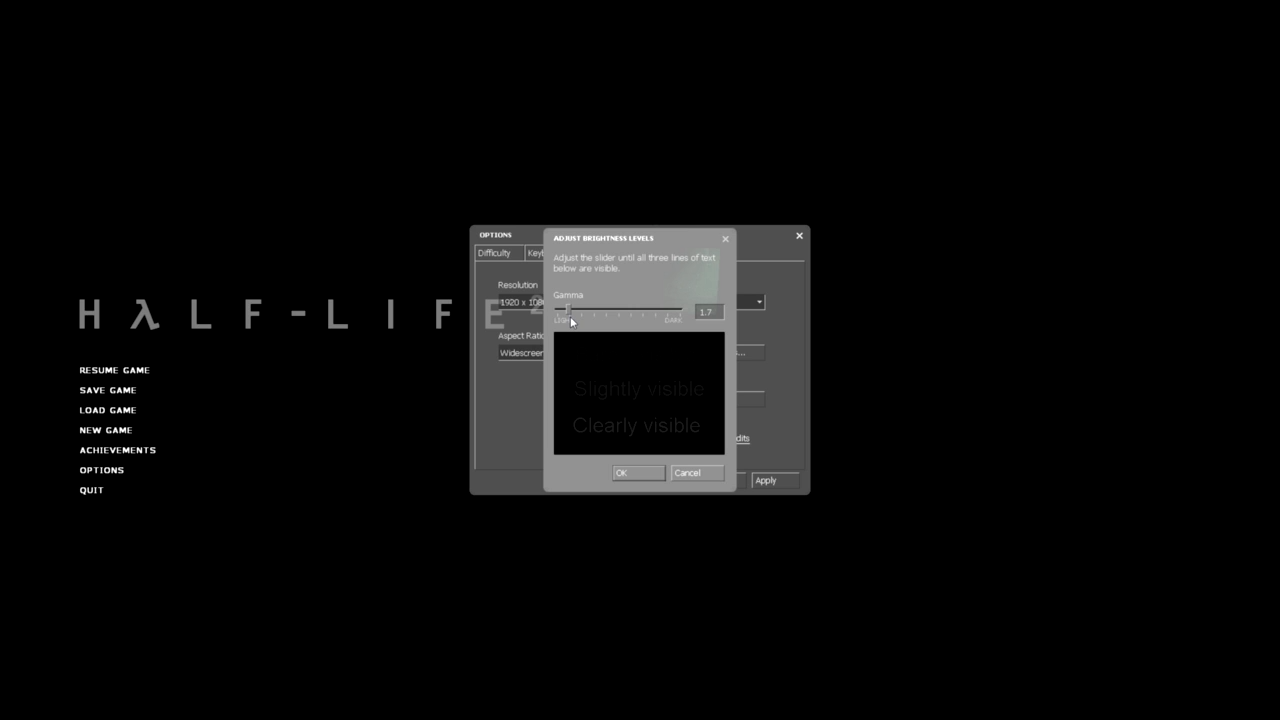 OPTIONS
ADJUST BRIGHTNESS LEVELS
Difficulty
Adjust the slider until all three lines of text
below are visible.
Resolution
Gamma
1920 x 108
1.7
LIGHT
DARK
HλLF-LIFE 2
Aspect Ratio
Widescreen
RESUME GAME
SAVE GAME
LOAD GAME
NEW GAME
ACHIEVEMENTS
OPTIONS
QUIT
Slightly visible
Clearly visible
OK
Cancel
Apply